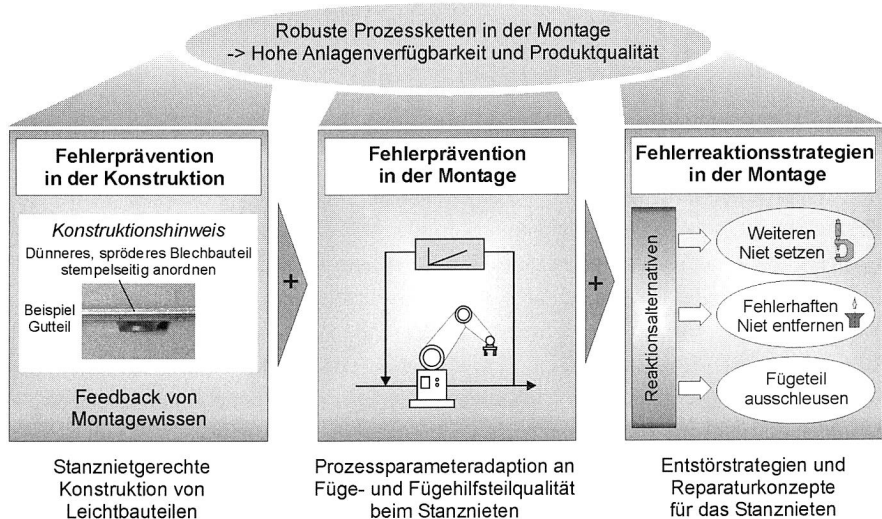 Robuste Prozessketten in der Montage
-> Hohe Anlagenverfügbarkeit und Produktqualität
Fehlerprävention
in der Konstruktion
Konstruktionshinweis
Dünneres, spröderes Blechbauteil
stempelseitig anordnen
Beispiel
Gutteil
Feedback von
Montagewissen
Stanznietgerechte
Konstruktion von
Leichtbauteilen
+
Fehlerprävention
in der Montage
Prozessparameteradaption an
Füge- und Fügehilfsteilqualität
beim Stanznieten
+
Fehlerreaktionsstrategien
in der Montage
Reaktionsalternativen
Weiteren
Niet setzen
Fehlerhaften
Niet entfernen
Fügeteil
ausschleusen
Entstörstrategien und
Reparaturkonzepte
für das Stanznieten